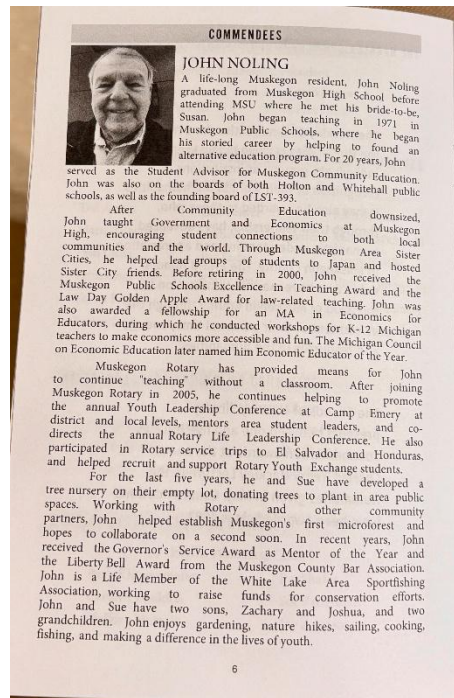 COMMENDEES
JOHN NOLING
A life-long Muskegon resident, John Noling
graduated from Muskegon High School before
attending MSU where he met his bride-to-be,
Susan. John began teaching in 1971 in
Muskegon Public Schools, where he began
his storied career by helping to found an
alternative education program. For 20 years, John
served as the Student Advisor for Muskegon Community Education.
John was also on the boards of both Holton and Whitehall public
schools, as well as the founding board of LST-393.
After Community Education downsized,
John taught Government and Economics at Muskegon
High, encouraging student connections to both local
communities and the world. Through Muskegon Area Sister
Cities, he helped lead groups of students to Japan and hosted
Sister City friends. Before retiring in 2000, John received the
Muskegon Public Schools Excellence in Teaching Award and the
Law Day Golden Apple Award for law-related teaching. John was
also awarded a fellowship for an MA in Economics for
Educators, during which he conducted workshops for K-12 Michigan
teachers to make economics more accessible and fun. The Michigan Council
on Economic Education later named him Economic Educator of the Year.
Muskegon Rotary has provided means for John
to continue "teaching" without a classroom. After joining
Muskegon Rotary in 2005, he continues helping to promote
the annual Youth Leadership Conference at Camp Emery at
district and local levels, mentors area student leaders, and co-
directs the annual Rotary Life Leadership Conference. He also
participated in Rotary service trips to El Salvador and Honduras,
and helped recruit and support Rotary Youth Exchange students.
For the last five years, he and Sue have developed a
tree nursery on their empty lot, donating trees to plant in area public
spaces. Working with Rotary and other community
partners, John helped establish Muskegon's first microforest and
hopes to collaborate on a second soon. In recent years, John
received the Governor's Service Award as Mentor of the Year and
the Liberty Bell Award from the Muskegon County Bar Association.
John is a Life Member of the White Lake Area Sportfishing
Association, working to raise funds for conservation efforts.
John and Sue have two sons, Zachary and Joshua, and two
grandchildren. John enjoys gardening, nature hikes, sailing, cooking,
fishing, and making a difference in the lives of youth.
6